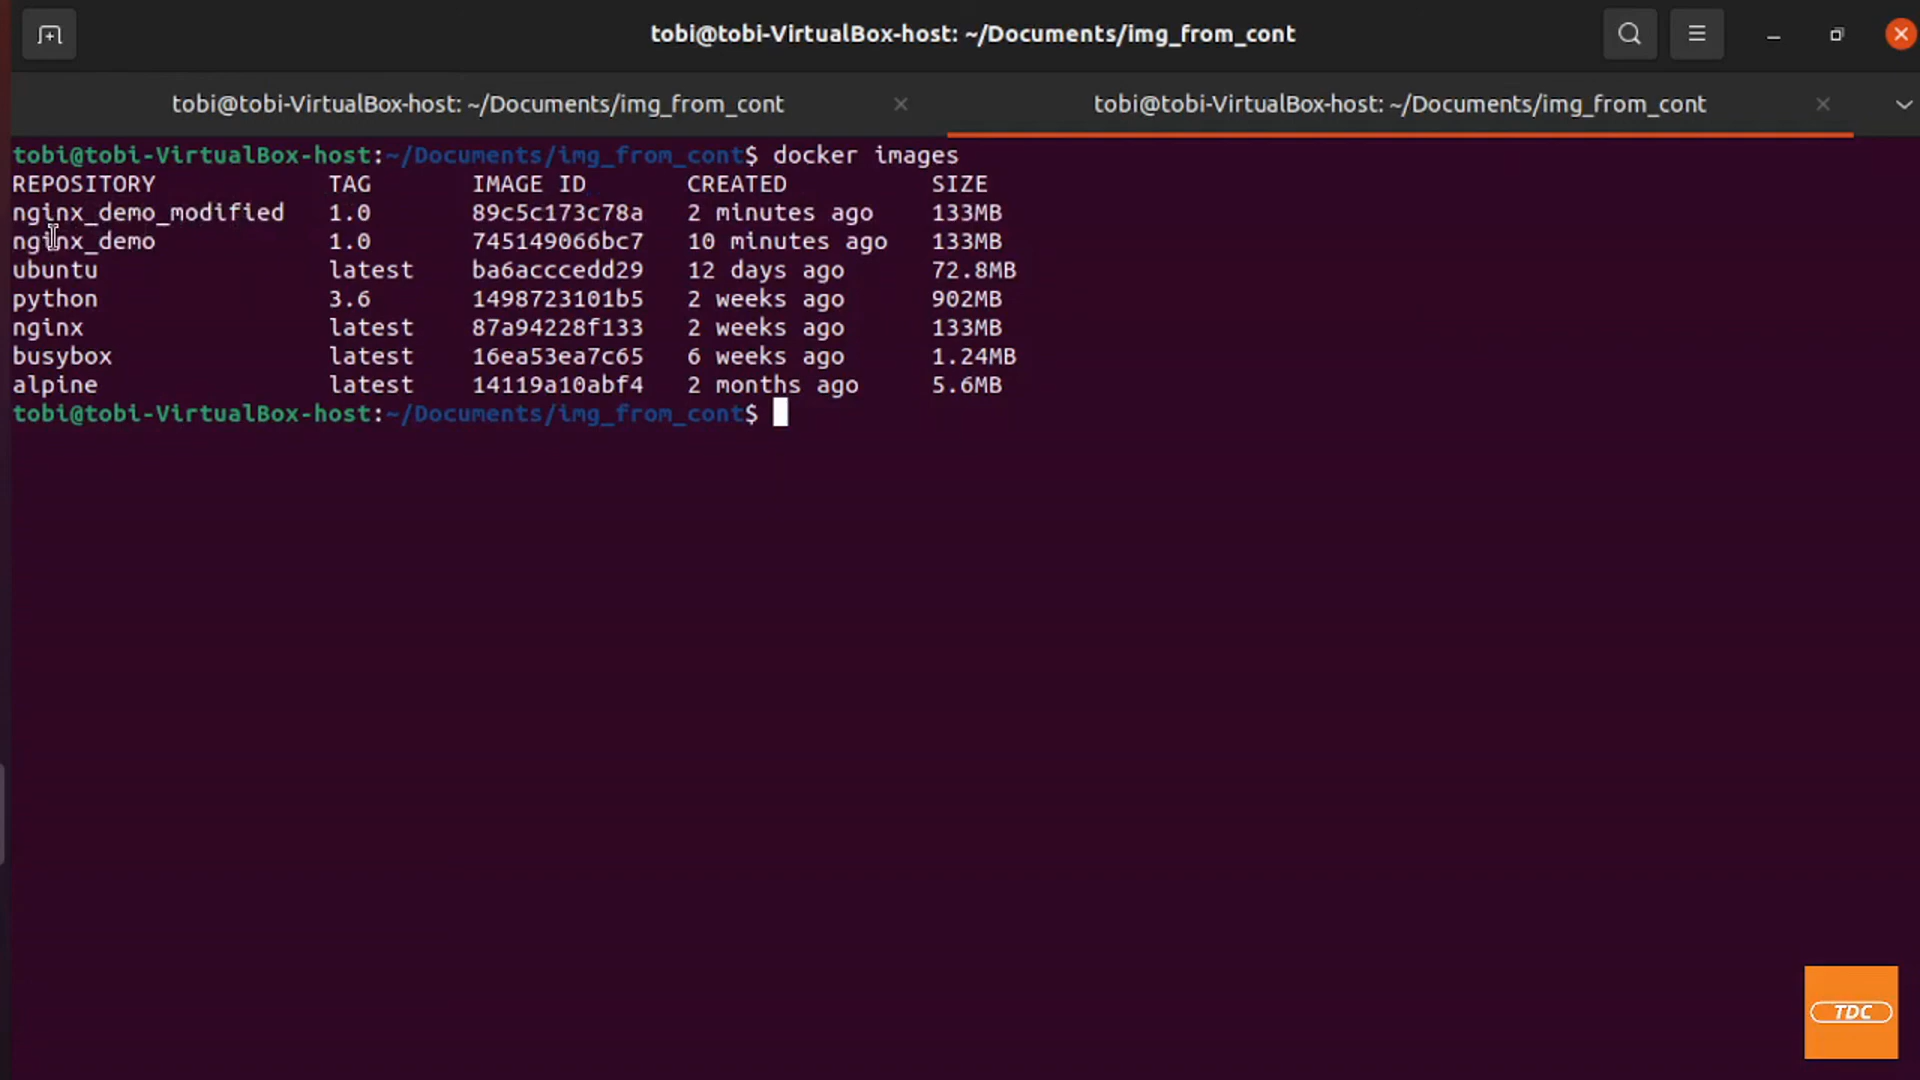 tobi@tobi-VirtualBox-host: ~/Documents/img_from_cont
tobi@tobi-VirtualBox-host: ~/Documents/img_from_cont
tobi@tobi-VirtualBox-host: ~/Documents/img_from_cont
tobi@tobi-VirtualBox-host:~/Documents/img_from_cont$ docker images
REPOSITORY TAG IMAGE ID CREATED SIZE
nginx_demo_modified 1.0 89c5c173c78a 2 minutes ago 133MB
nginx_demo 1.0 745149066bc7 10 minutes ago 133MB
ubuntu latest ba6acccedd29 12 days ago 72.8MB
python 3.6 1498723101b5 2 weeks ago 902MB
nginx latest 87a94228f133 2 weeks ago 133MB
busybox latest 16ea53ea7c65 6 weeks ago 1.24MB
alpine latest 14119a10abf4 2 months ago 5.6MB
tobi@tobi-VirtualBox-host:~/Documents/img_from_cont$
TDC